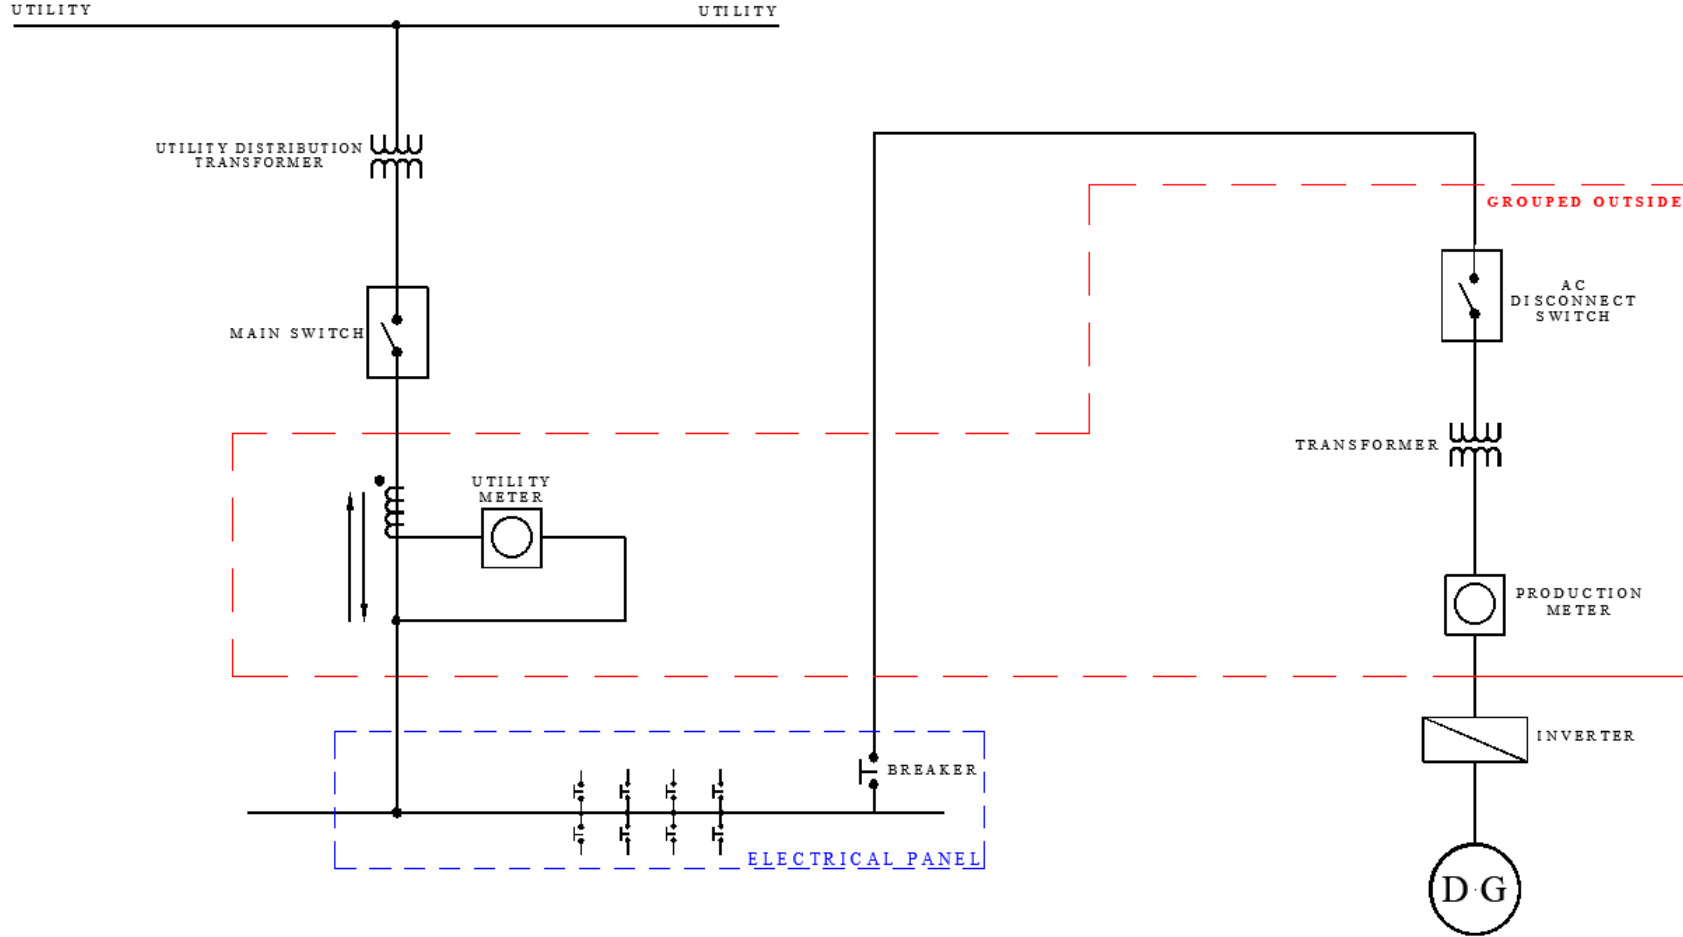 UTILITY
UTILITY
UTILITY DISTRIBUTION
TRANSFORMER
GROUPED OUTSIDE
AC
DISCONNECT
SWITCH
MAIN SWITCH
TRANSFORMER
UTILITY
METER
PRODUCTION
METER
INVERTER
BREAKER
ELECTRICAL PANEL
D·G